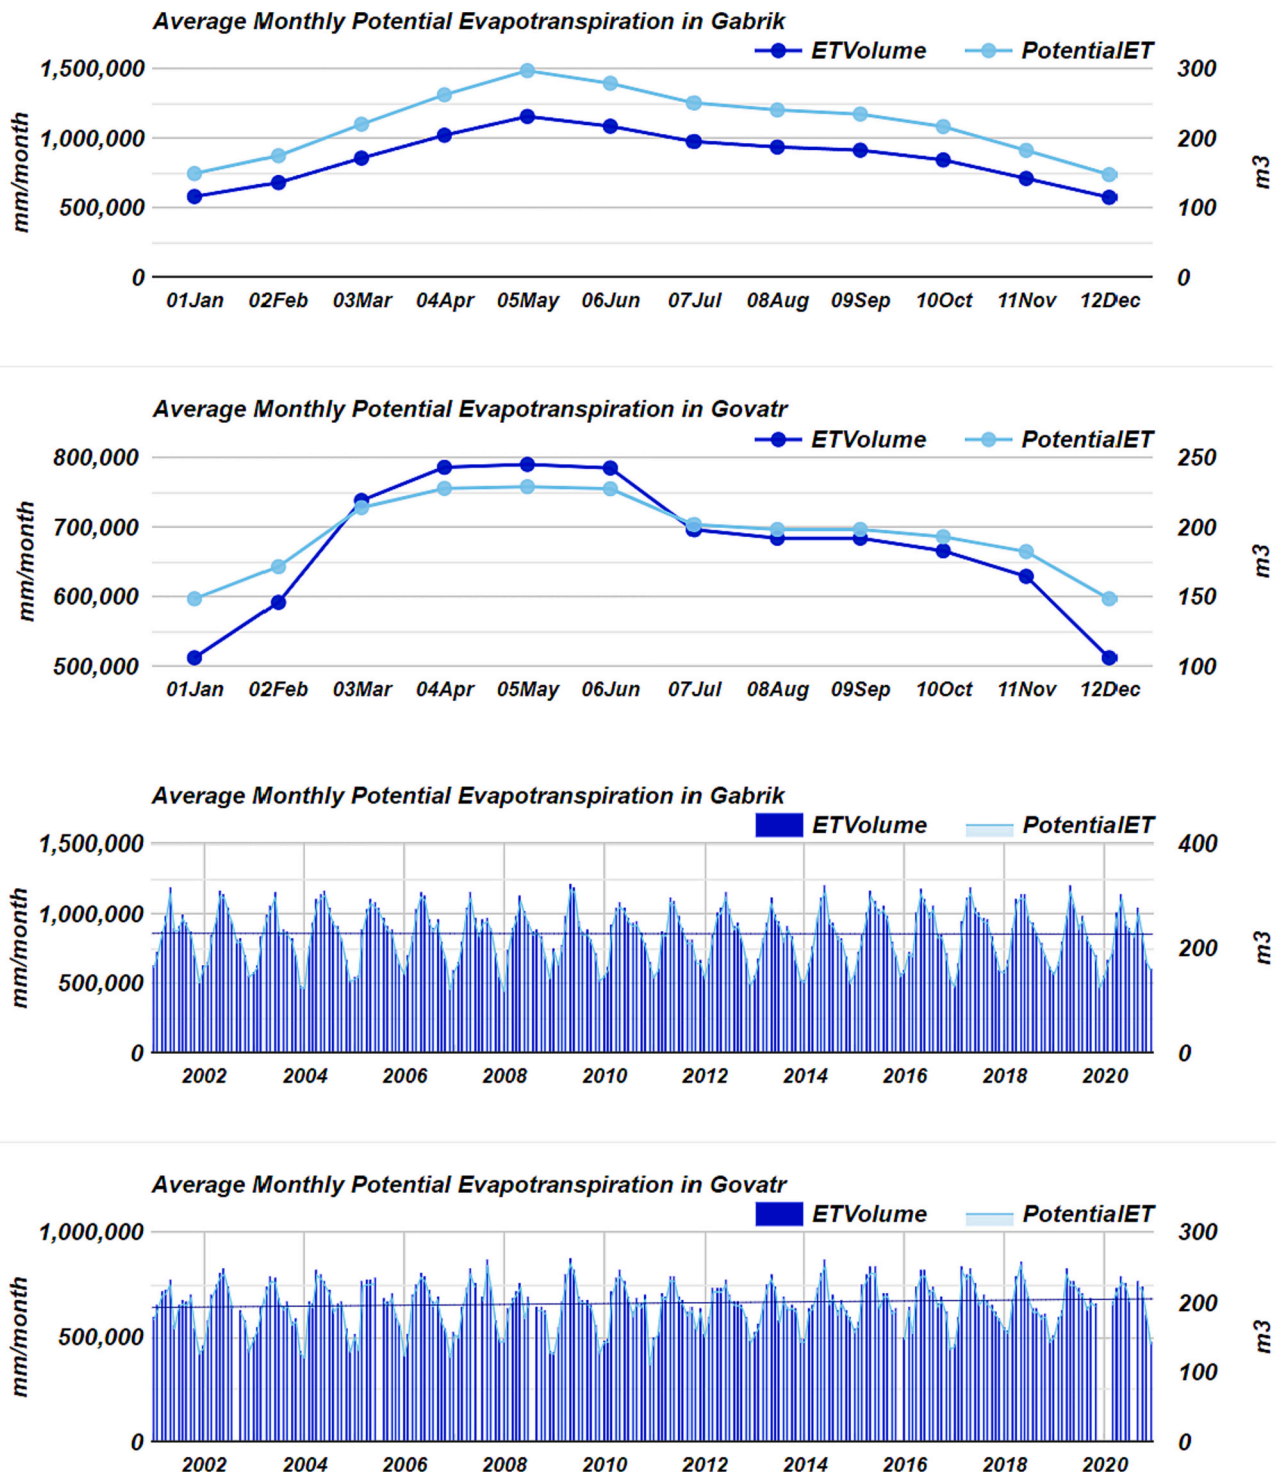 Average Monthly Potential Evapotranspiration in Gabrik
ETVolume PotentialET
1,500,000 300
1,000,000 200
500,000 100
0 0
mm/month
m3
01Jan 02Feb 03Mar 04Apr 05May 06Jun 07Jul 08Aug 09Sep 10Oct 11Nov 12Dec
Average Monthly Potential Evapotranspiration in Govatr
ETVolume PotentialET
800,000 250
700,000 200
600,000 150
500,000 100
mm/month
m3
01Jan 02Feb 03Mar 04Apr 05May 06Jun 07Jul 08Aug 09Sep 10Oct 11Nov 12Dec
Average Monthly Potential Evapotranspiration in Gabrik
ETVolume PotentialET
1,500,000 400
1,000,000
200
500,000
0 0
mm/month
m3
2002 2004 2006 2008 2010 2012 2014 2016 2018 2020
Average Monthly Potential Evapotranspiration in Govatr
ETVolume PotentialET
1,000,000 300
200
500,000
100
0 0
mm/month
m3
2002 2004 2006 2008 2010 2012 2014 2016 2018 2020